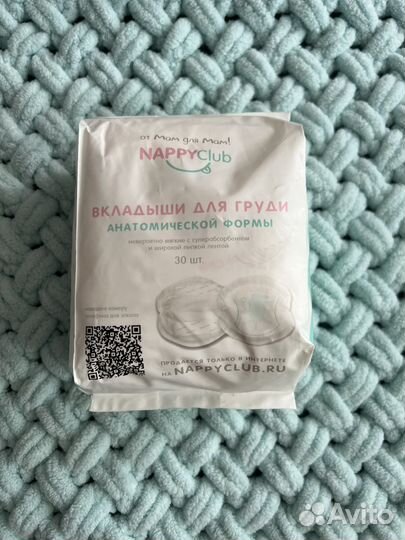 от Мам для Мам!
NAPPYClub
ВКЛАДЫШИ ДЛЯ ГРУДИ
АНАТОМИЧЕСКОЙ ФОРМЫ
невероятно мягкие с суперабсорбентом
и широкой липкой лентой
30 шт.
ПРОДАЕТСЯ ТОЛЬКО В ИНТЕРНЕТЕ
НА NAPPYCLUB.RU
Avito